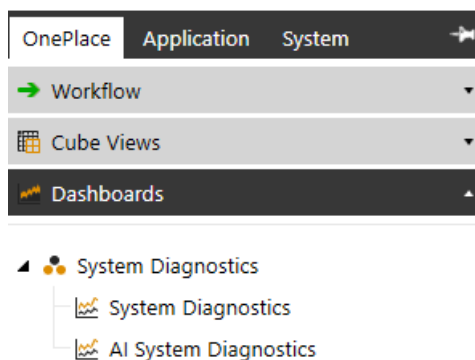 OnePlace Application System
Workflow
Cube Views
Dashboards
System Diagnostics
System Diagnostics
AI System Diagnostics